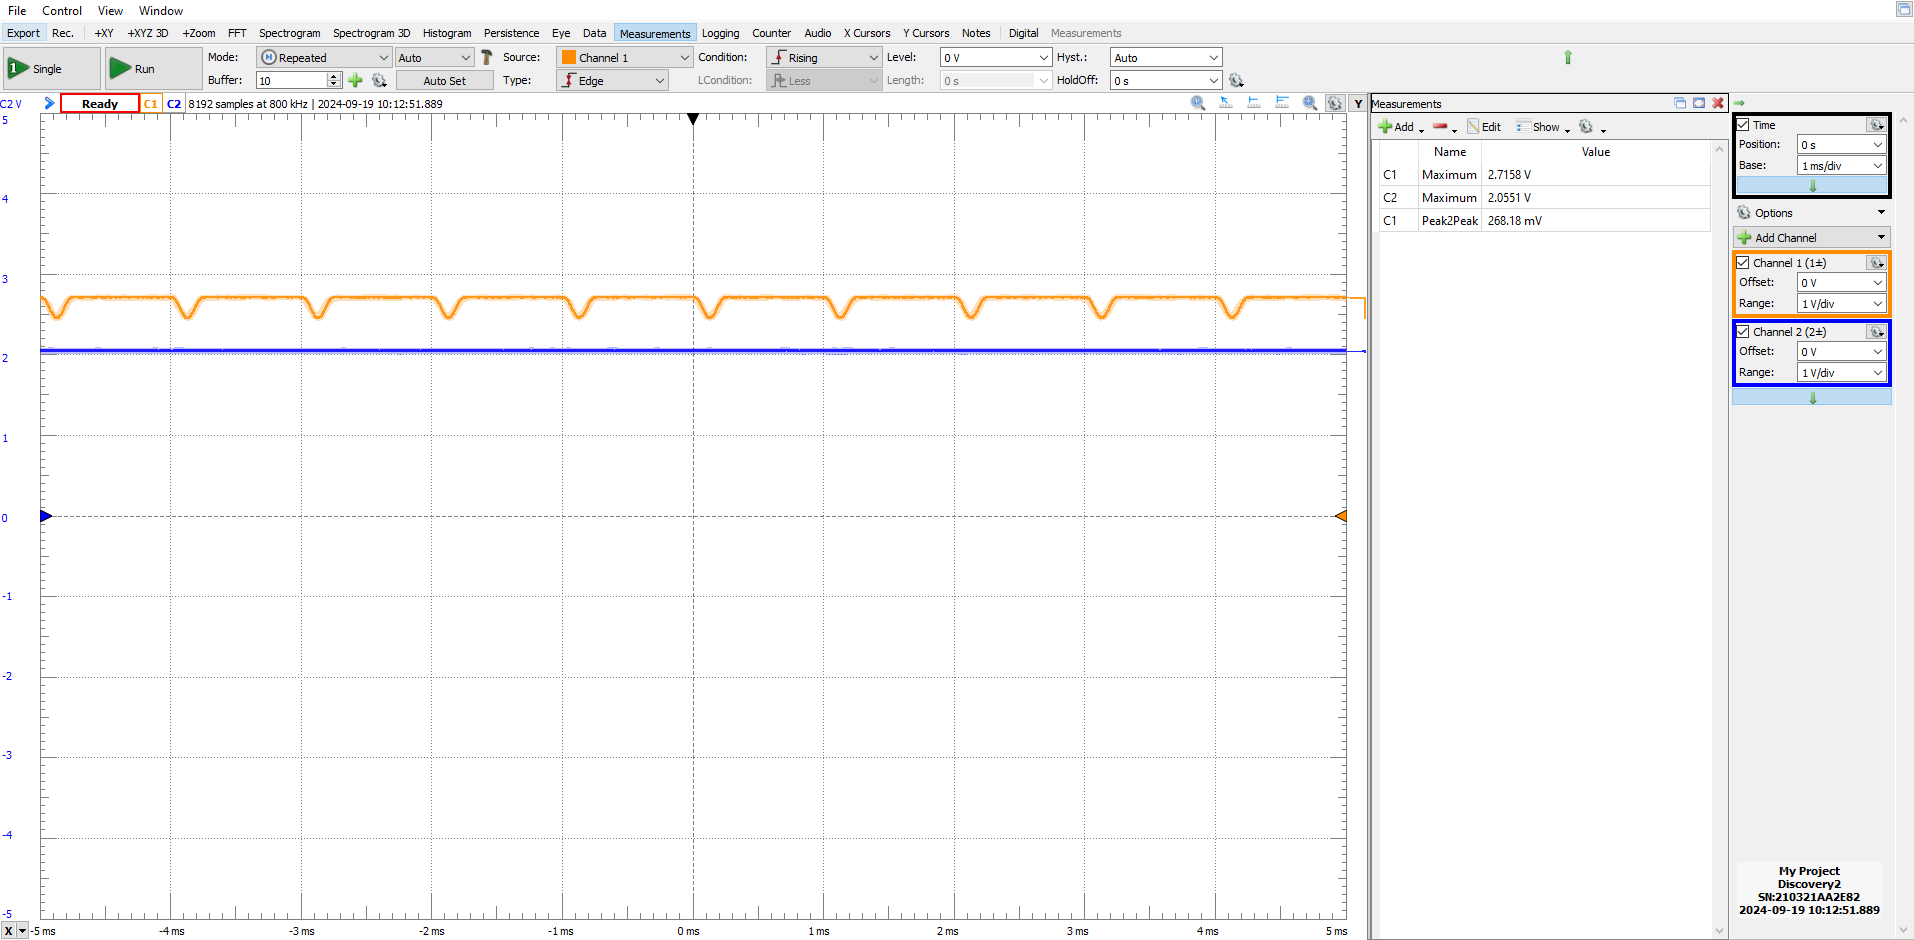 File Control View Window
Export Rec. +XY +XYZ 3D +Zoom FFT Spectrogram Spectrogram 3D Histogram Persistence Eye Data Measurements Logging Counter Audio X Cursors Y Cursors Notes Digital Measurements
1 Single Run Mode: Repeated Auto Source: Channel 1 Condition: Rising Level: 0 V Hyst.: Auto
Buffer: 10 Auto Set Type: Edge LCondition: Less Length: 0 s HoldOff: 0 s
C2 V Ready C1 C2 8192 samples at 800 kHz | 2024-09-19 10:12:51.889 Y
5
4
3
2
1
0
-1
-2
-3
-4
-5
X -5 ms -4 ms -3 ms -2 ms -1 ms 0 ms 1 ms 2 ms 3 ms 4 ms 5 ms
Measurements
Add Edit Show
Name Value
C1 Maximum 2.7158 V
C2 Maximum 2.0551 V
C1 Peak2Peak 268.18 mV
Time
Position: 0 s
Base: 1 ms/div
Options
Add Channel
Channel 1 (1±)
Offset: 0 V
Range: 1 V/div
Channel 2 (2±)
Offset: 0 V
Range: 1 V/div
My Project
Discovery2
SN:210321AA2E82
2024-09-19 10:12:51.889